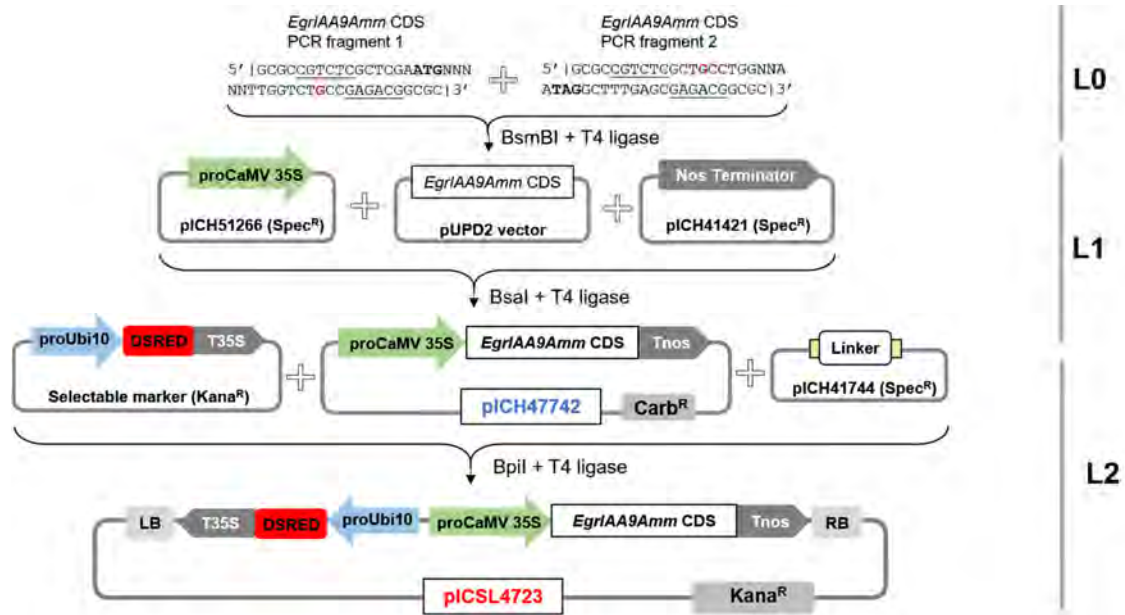 EgrIAA9Amm CDS
PCR fragment 1
EgrIAA9Amm CDS
PCR fragment 2
5' |GCGCCGTCTCGCTCGAATGNNN
NNTTGGTCTGCCGAGACGGCGC|3'
5' |GCGCCGTCTCGCTGCCTGGNNA
ATAGGCTTTGAGCGAGACGGCGC|3'
L0
BsmBI + T4 ligase
proCaMV 35S
pICH51266 (SpecR)
EgrIAA9Amm CDS
pUPD2 vector
Nos Terminator
pICH41421 (SpecR)
L1
BsaI + T4 ligase
proUbi10
DSRED
T35S
Selectable marker (KanaR)
proCaMV 35S
EgrIAA9Amm CDS
Tnos
pICH47742
CarbR
Linker
pICH41744 (SpecR)
L2
BpiI + T4 ligase
LB
T35S
DSRED
proUbi10
proCaMV 35S
EgrIAA9Amm CDS
Tnos
RB
pICSL4723
KanaR